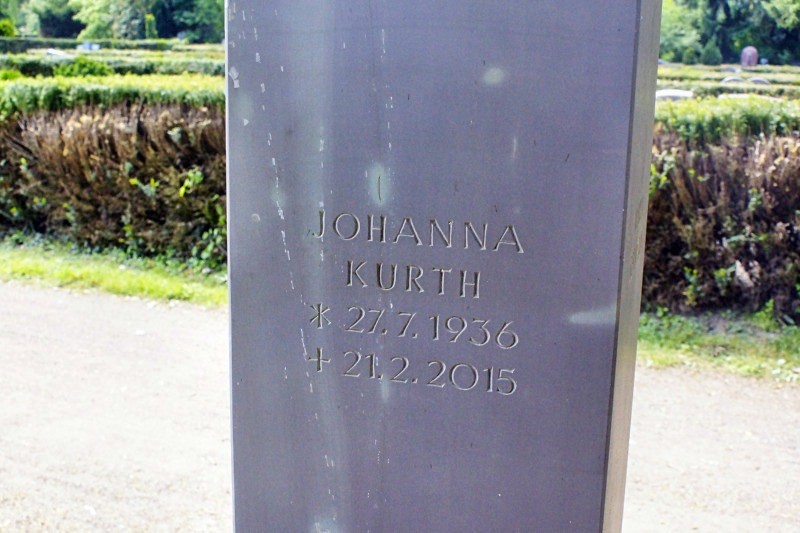 JOHANNA
KURTH
* 27. 7. 1936
+ 21. 2. 2015